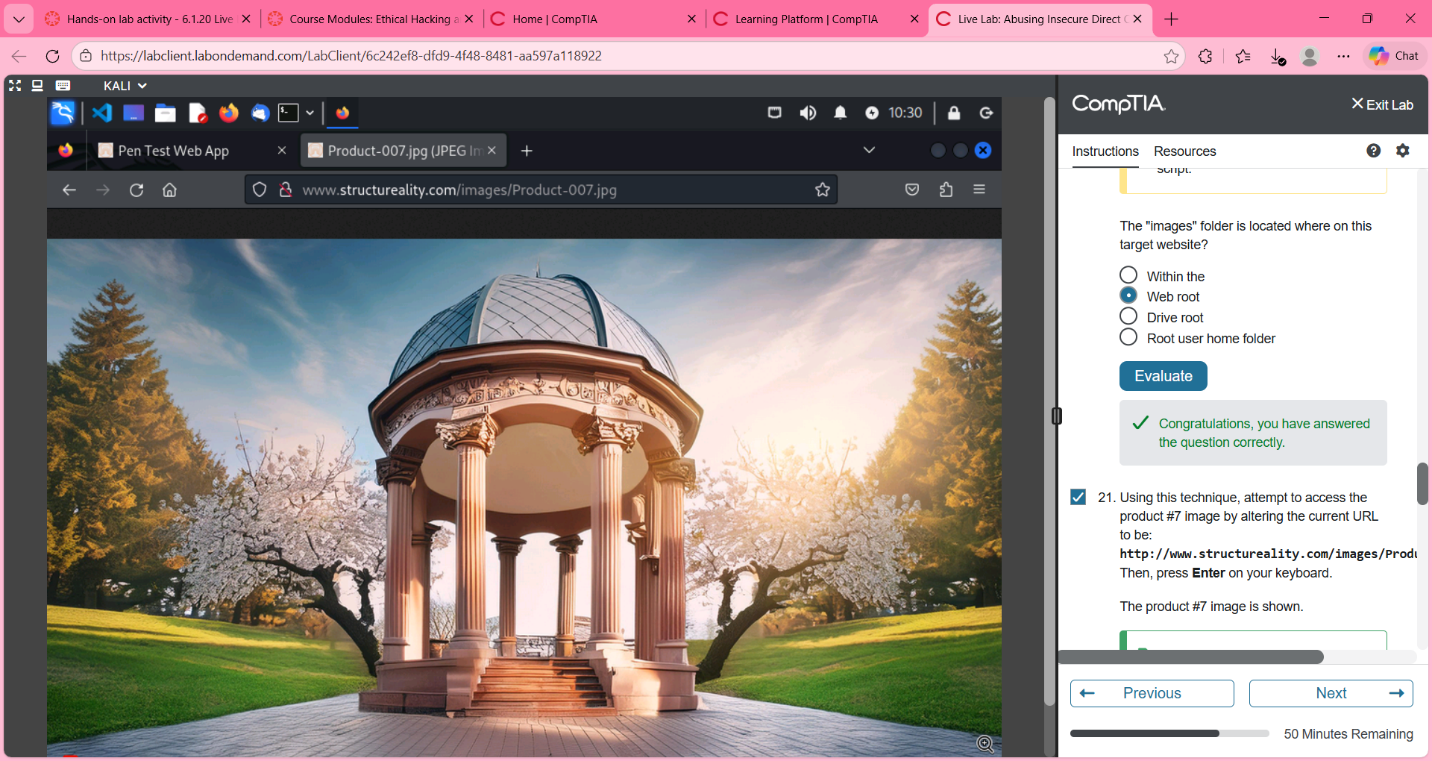 Hands-on lab activity - 6.1.20 Live
Course Modules: Ethical Hacking a
Home | CompTIA
Learning Platform | CompTIA
Live Lab: Abusing Insecure Direct
https://labclient.labondemand.com/LabClient/6c242ef8-dfd9-4f48-8481-aa597a118922
Chat
KALI
CompTIA.
Exit Lab
10:30
Pen Test Web App
Product-007.jpg (JPEG Im
Instructions
Resources
www.structureality.com/images/Product-007.jpg
script.
The "images" folder is located where on this
target website?
Within the
Web root
Drive root
Root user home folder
Evaluate
Congratulations, you have answered
the question correctly.
21. Using this technique, attempt to access the
product #7 image by altering the current URL
to be:
http://www.structureality.com/images/Produ
Then, press Enter on your keyboard.
The product #7 image is shown.
Previous
Next
50 Minutes Remaining